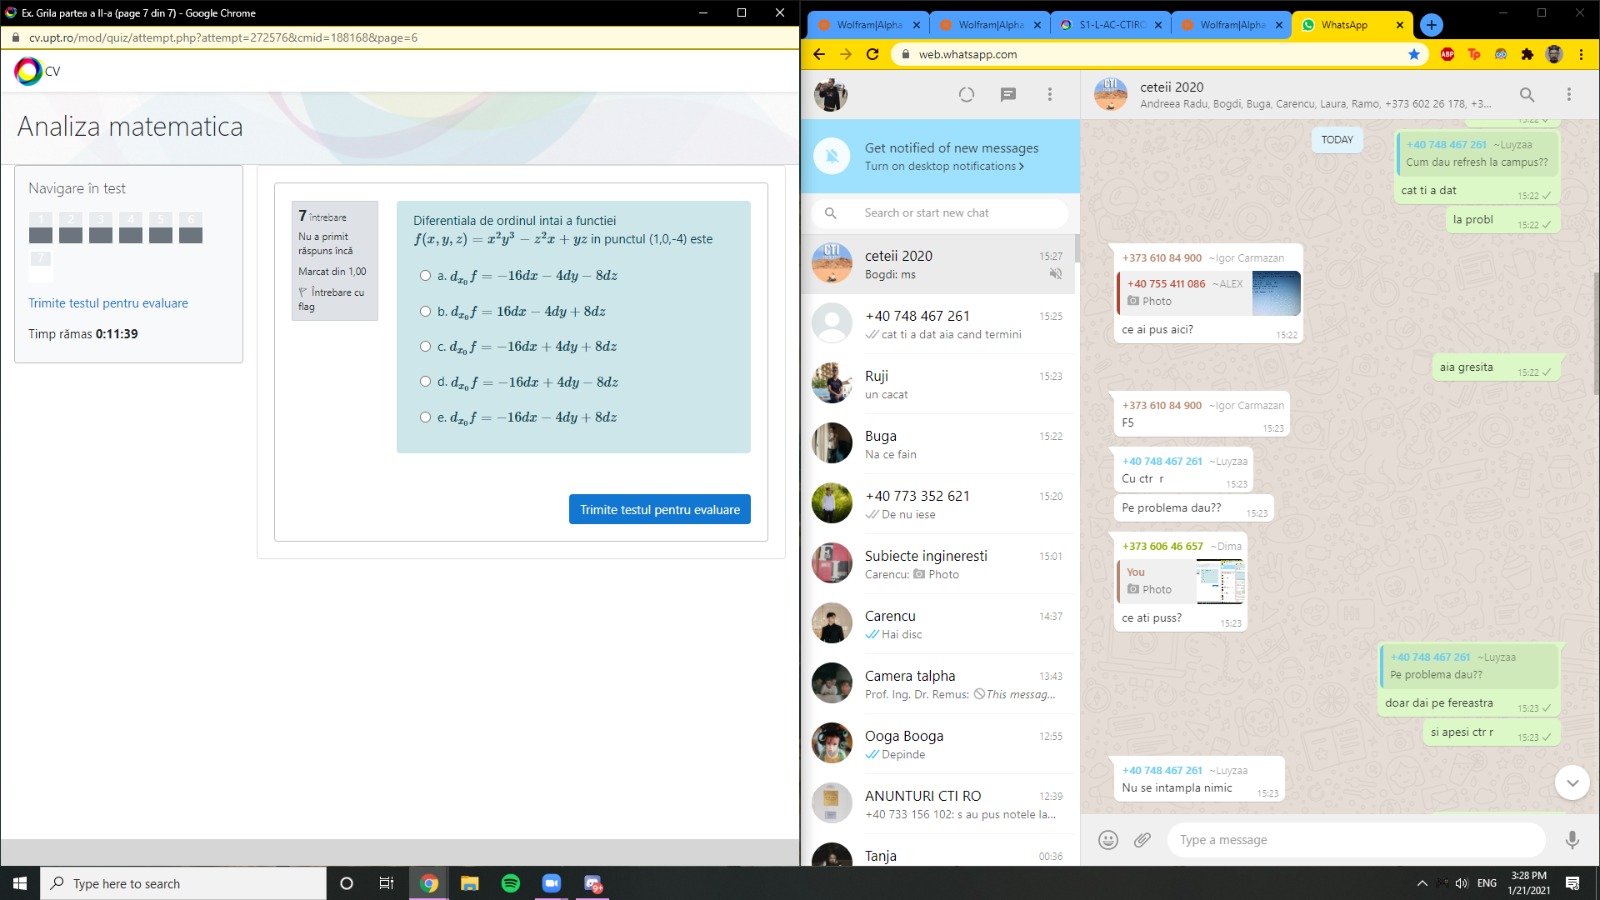 Ex. Grila partea a II-a (page 7 din 7) - Google Chrome
cv.upt.ro/mod/quiz/attempt.php?attempt=272576&cmid=188168&page=6
CV
Analiza matematica
Navigare în test
1 2 3 4 5 6
7
Trimite testul pentru evaluare
Timp rămas 0:11:39
7 întrebare
Nu a primit
răspuns încă
Marcat din 1,00
Întrebare cu
flag
Diferentiala de ordinul intai a functiei
f(x, y, z) = x²y³ − z²x + yz in punctul (1,0,-4) este
a. dₓ₀f = −16dx − 4dy − 8dz
b. dₓ₀f = 16dx − 4dy + 8dz
c. dₓ₀f = −16dx + 4dy + 8dz
d. dₓ₀f = −16dx + 4dy − 8dz
e. dₓ₀f = −16dx − 4dy + 8dz
Trimite testul pentru evaluare
Wolfram|Alpha
Wolfram|Alpha
S1-L-AC-CTIRO
Wolfram|Alpha
WhatsApp
web.whatsapp.com
ABP
Tp
Get notified of new messages
Turn on desktop notifications
Search or start new chat
CTI
ceteii 2020
15:27
Bogdi: ms
+40 748 467 261
15:25
cat ti a dat aia cand termini
Ruji
15:23
un cacat
Buga
15:22
Na ce fain
+40 773 352 621
15:20
De nu iese
Subiecte ingineresti
15:01
Carencu: Photo
Carencu
14:37
Hai disc
Camera talpha
13:43
Prof. Ing. Dr. Remus: This messag...
Ooga Booga
12:55
Depinde
ANUNTURI CTI RO
12:39
+40 733 156 102: s au pus notele la...
Tanja
00:36
CTI
ceteii 2020
Andreea Radu, Bogdi, Buga, Carencu, Laura, Ramo, +373 602 26 178, +3...
15:22
TODAY
+40 748 467 261 ~Luyzaa
Cum dau refresh la campus??
cat ti a dat
15:22
la probl
15:22
+373 610 84 900 ~Igor Carmazan
+40 755 411 086 ~ALEX
Photo
ce ai pus aici?
15:22
aia gresita
15:22
+373 610 84 900 ~Igor Carmazan
F5
15:23
+40 748 467 261 ~Luyzaa
Cu ctr r
15:23
Pe problema dau??
15:23
+373 606 46 657 ~Dima
You
Photo
ce ati puss?
15:23
+40 748 467 261 ~Luyzaa
Pe problema dau??
doar dai pe fereastra
15:23
si apesi ctr r
15:23
+40 748 467 261 ~Luyzaa
Nu se intampla nimic
15:23
Type a message
Type here to search
9+
ENG
3:28 PM
1/21/2021